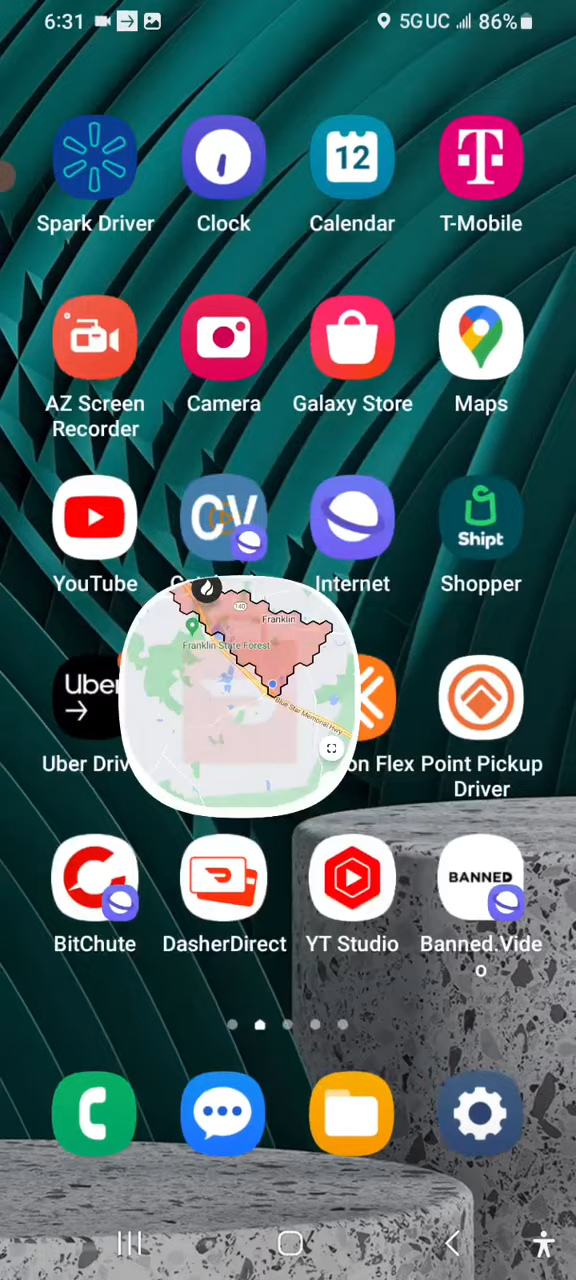 6:31 5GUC 86%
12
Spark Driver Clock Calendar T-Mobile
AZ Screen Recorder Camera Galaxy Store Maps
CV
Shipt
YouTube Internet Shopper
140
Franklin
Franklin State Forest
Blue Star Memorial Hwy
Uber
Uber Driv on Flex Point Pickup
Driver
BANNED
BitChute DasherDirect YT Studio Banned.Vide
o